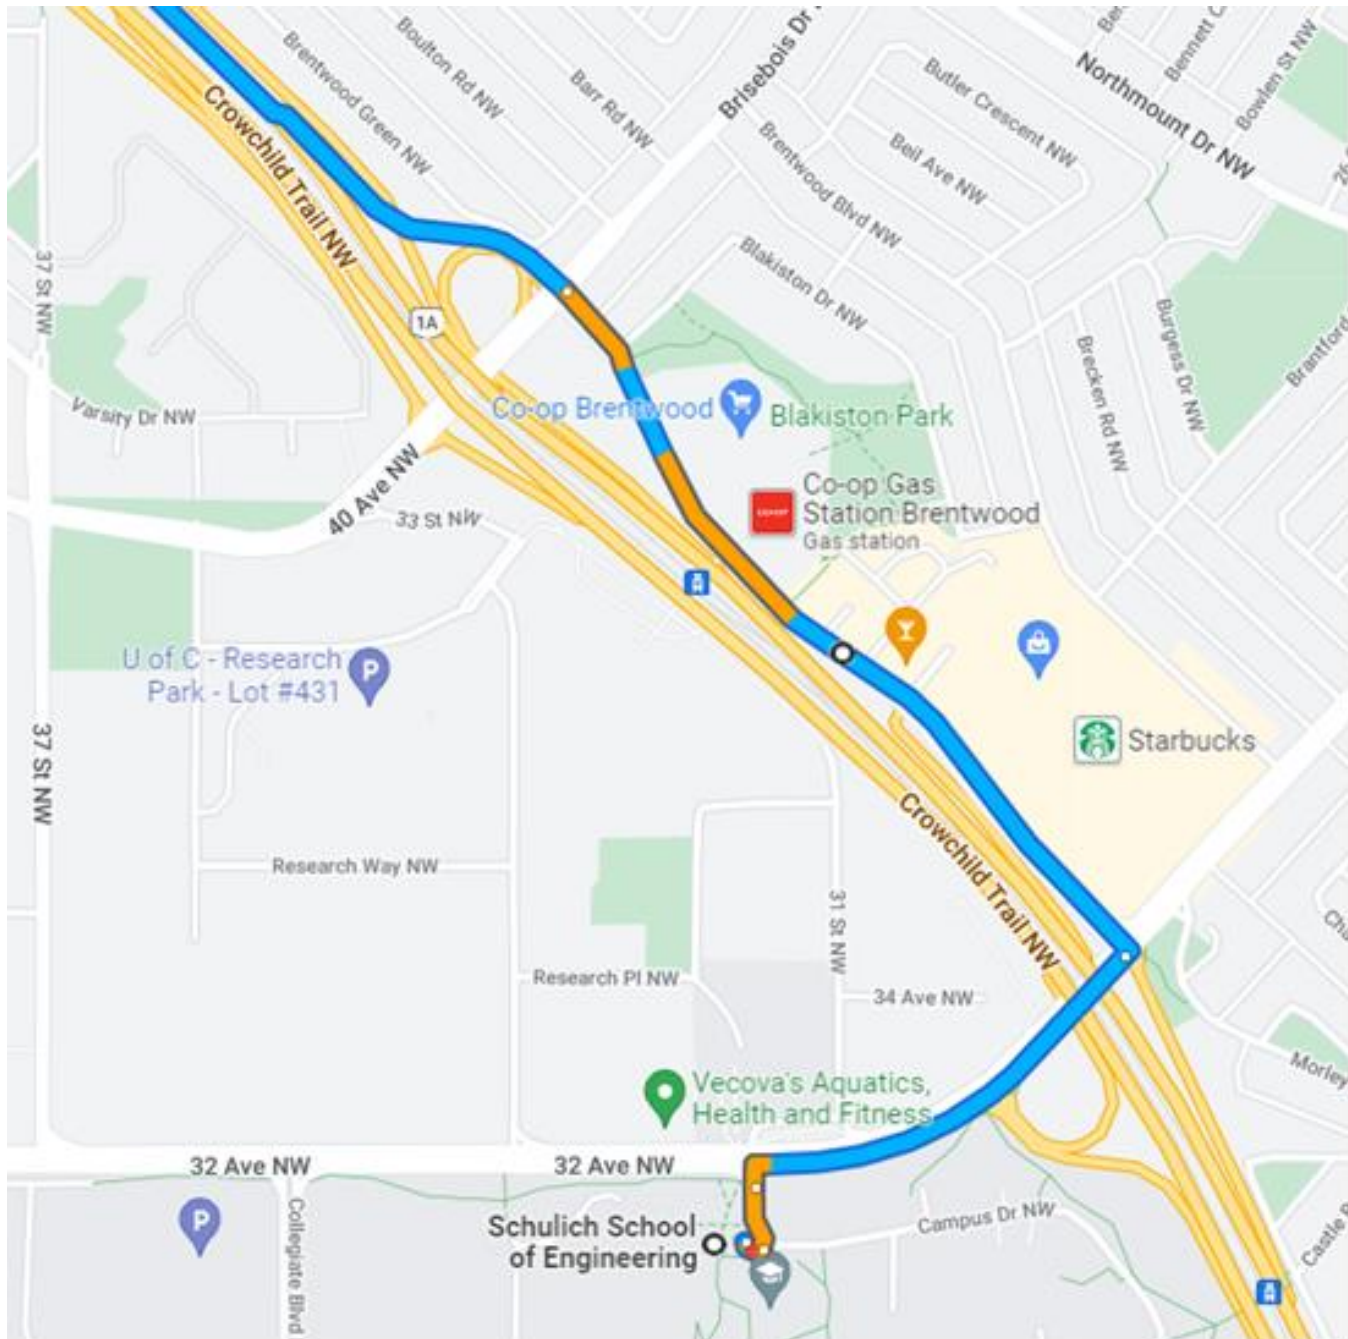 Brisebois Dr
Boulton Rd NW
Brentwood Green NW
Barr Rd NW
Butler Crescent NW
Bennett
Northmount Dr NW
Bowlen St NW
Crowchild Trail NW
Beil Ave NW
Brentwood Blvd NW
Blakiston Dr NW
37 St NW
1A
Burgess Dr NW
Brecken Rd NW
Brantford
Varsity Dr NW
Co-op Brentwood
Blakiston Park
40 Ave NW
33 St NW
Co-op Gas
Station Brentwood
Gas station
U of C - Research
Park - Lot #431
P
37 St NW
Starbucks
Crowchild Trail NW
Research Way NW
31 St NW
Research Pl NW
34 Ave NW
Morley
Vecova's Aquatics,
Health and Fitness
32 Ave NW
32 Ave NW
P
Collegiate Blvd
Schulich School
of Engineering
Campus Dr NW
Castle